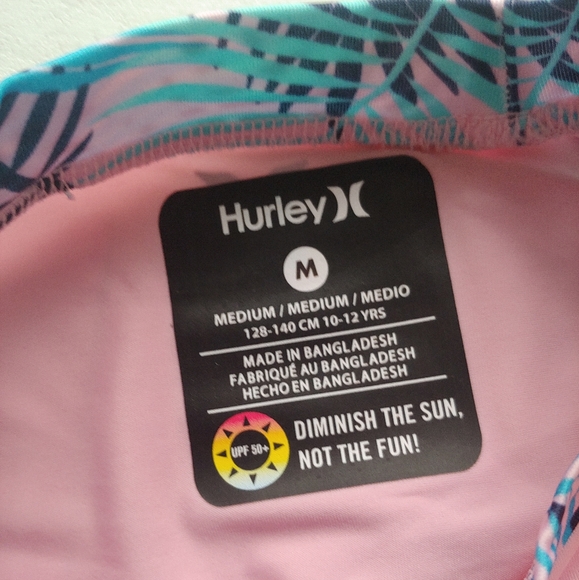 Hurley
M
MEDIUM / MEDIUM / MEDIO
128-140 CM 10-12 YRS
MADE IN BANGLADESH
FABRIQUÉ AU BANGLADESH
HECHO EN BANGLADESH
UPF 50+
DIMINISH THE SUN,
NOT THE FUN!